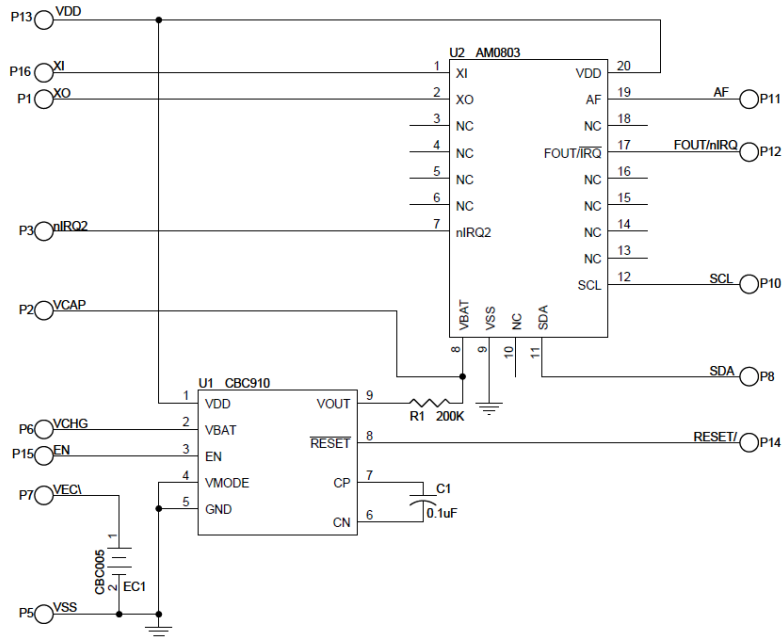 P13 VDD
U2 AM0803
P16 XI 1 XI VDD 20
P1 XO 2 XO AF 19 AF P11
3 NC NC 18
4 NC FOUT/IRQ 17 FOUT/nIRQ P12
5 NC NC 16
6 NC NC 15
P3 nIRQ2 7 nIRQ2 NC 14
NC 13
SCL 12 SCL P10
P2 VCAP
VBAT VSS NC SDA
8 9 10 11
SDA P8
U1 CBC910
1 VDD VOUT 9
R1 200K
P6 VCHG 2 VBAT
RESET 8 RESET/ P14
P15 EN 3 EN
4 VMODE CP 7
P7 VEC\
C1
0.1uF
5 GND
CN 6
1
CBC005
2 EC1
P5 VSS